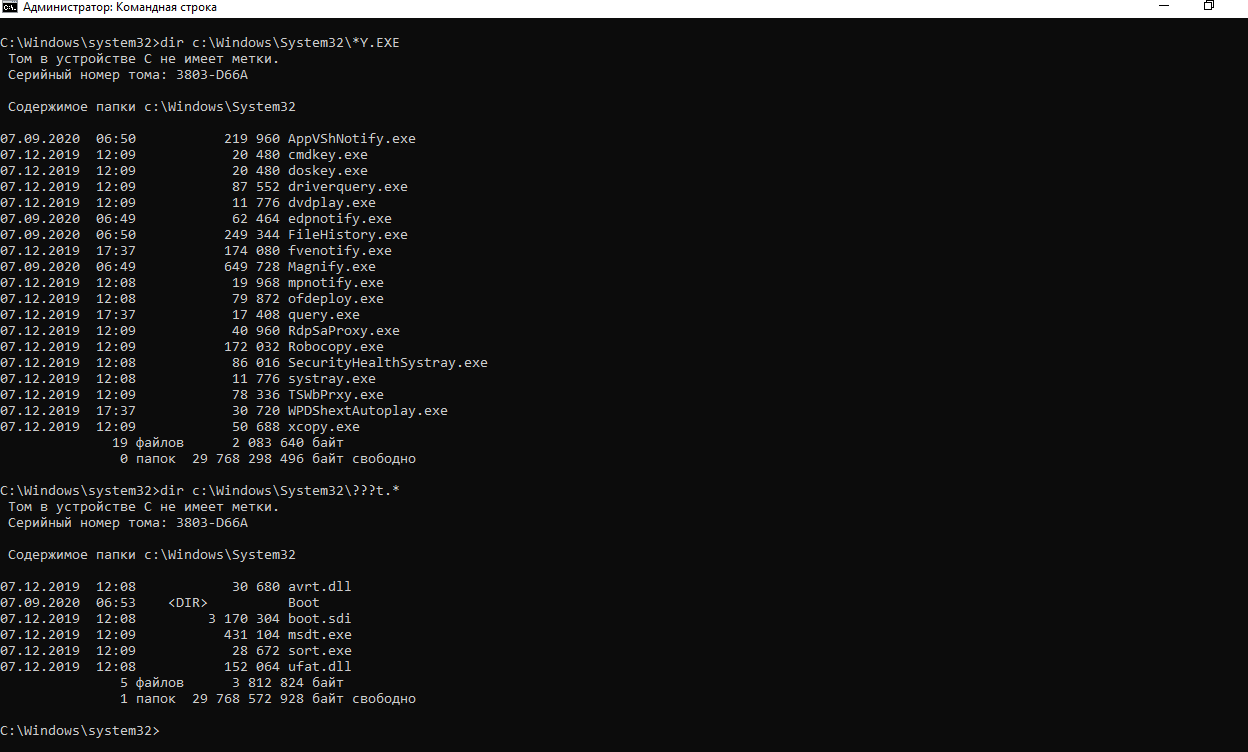 Администратор: Командная строка
C:\Windows\system32>dir c:\Windows\System32\*Y.EXE
Том в устройстве C не имеет метки.
Серийный номер тома: 3803-D66A
Содержимое папки c:\Windows\System32
07.09.2020  06:50           219 960 AppVShNotify.exe
07.12.2019  12:09            20 480 cmdkey.exe
07.12.2019  12:09            20 480 doskey.exe
07.12.2019  12:09            87 552 driverquery.exe
07.12.2019  12:09            11 776 dvdplay.exe
07.09.2020  06:49            62 464 edpnotify.exe
07.09.2020  06:50           249 344 FileHistory.exe
07.12.2019  17:37           174 080 fvenotify.exe
07.09.2020  06:49           649 728 Magnify.exe
07.12.2019  12:08            19 968 mpnotify.exe
07.12.2019  12:08            79 872 ofdeploy.exe
07.12.2019  17:37            17 408 query.exe
07.12.2019  12:09            40 960 RdpSaProxy.exe
07.12.2019  12:09           172 032 Robocopy.exe
07.12.2019  12:08            86 016 SecurityHealthSystray.exe
07.12.2019  12:08            11 776 systray.exe
07.12.2019  12:09            78 336 TSWbPrxy.exe
07.12.2019  17:37            30 720 WPDShextAutoplay.exe
07.12.2019  12:09            50 688 xcopy.exe
19 файлов      2 083 640 байт
0 папок  29 768 298 496 байт свободно
C:\Windows\system32>dir c:\Windows\System32\???t.*
Том в устройстве C не имеет метки.
Серийный номер тома: 3803-D66A
Содержимое папки c:\Windows\System32
07.12.2019  12:08            30 680 avrt.dll
07.09.2020  06:53    <DIR>          Boot
07.12.2019  12:08         3 170 304 boot.sdi
07.12.2019  12:09           431 104 msdt.exe
07.12.2019  12:09            28 672 sort.exe
07.12.2019  12:08           152 064 ufat.dll
5 файлов      3 812 824 байт
1 папок  29 768 572 928 байт свободно
C:\Windows\system32>